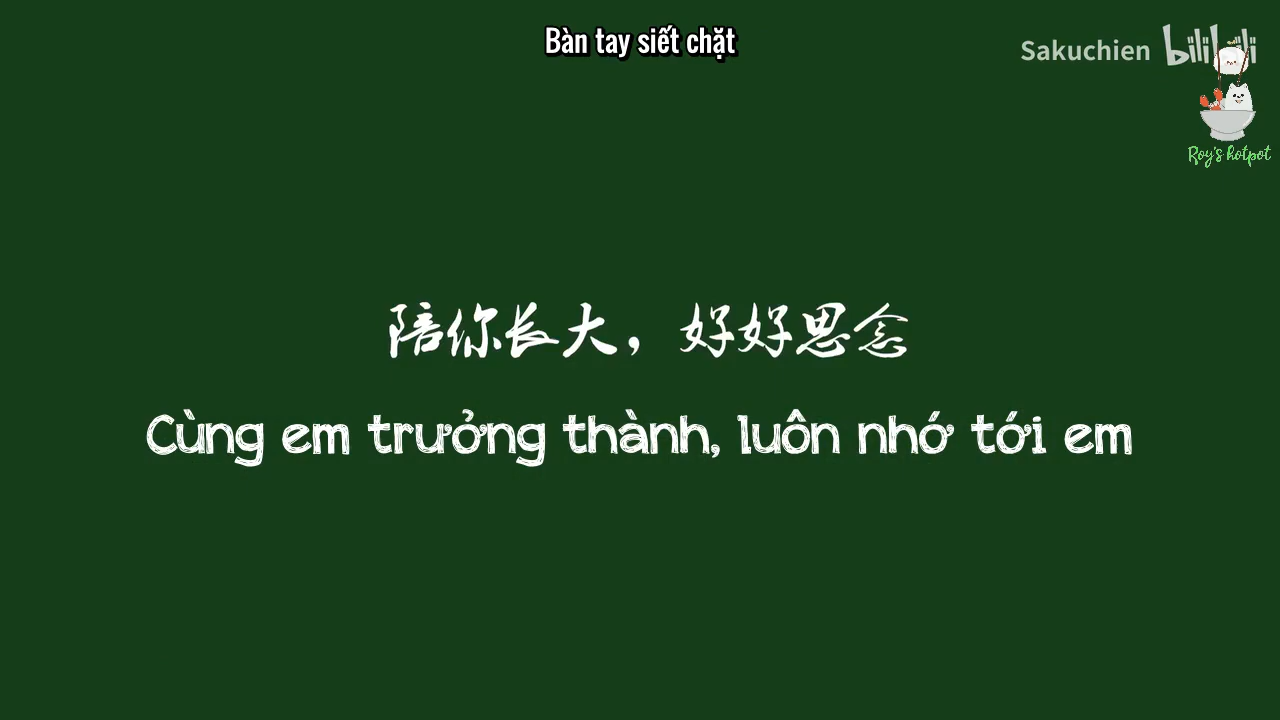 Bàn tay siết chặt
Sakuchien bilibili
Roy's hotpot
陪你长大，好好思念
Cùng em trưởng thành, luôn nhớ tới em